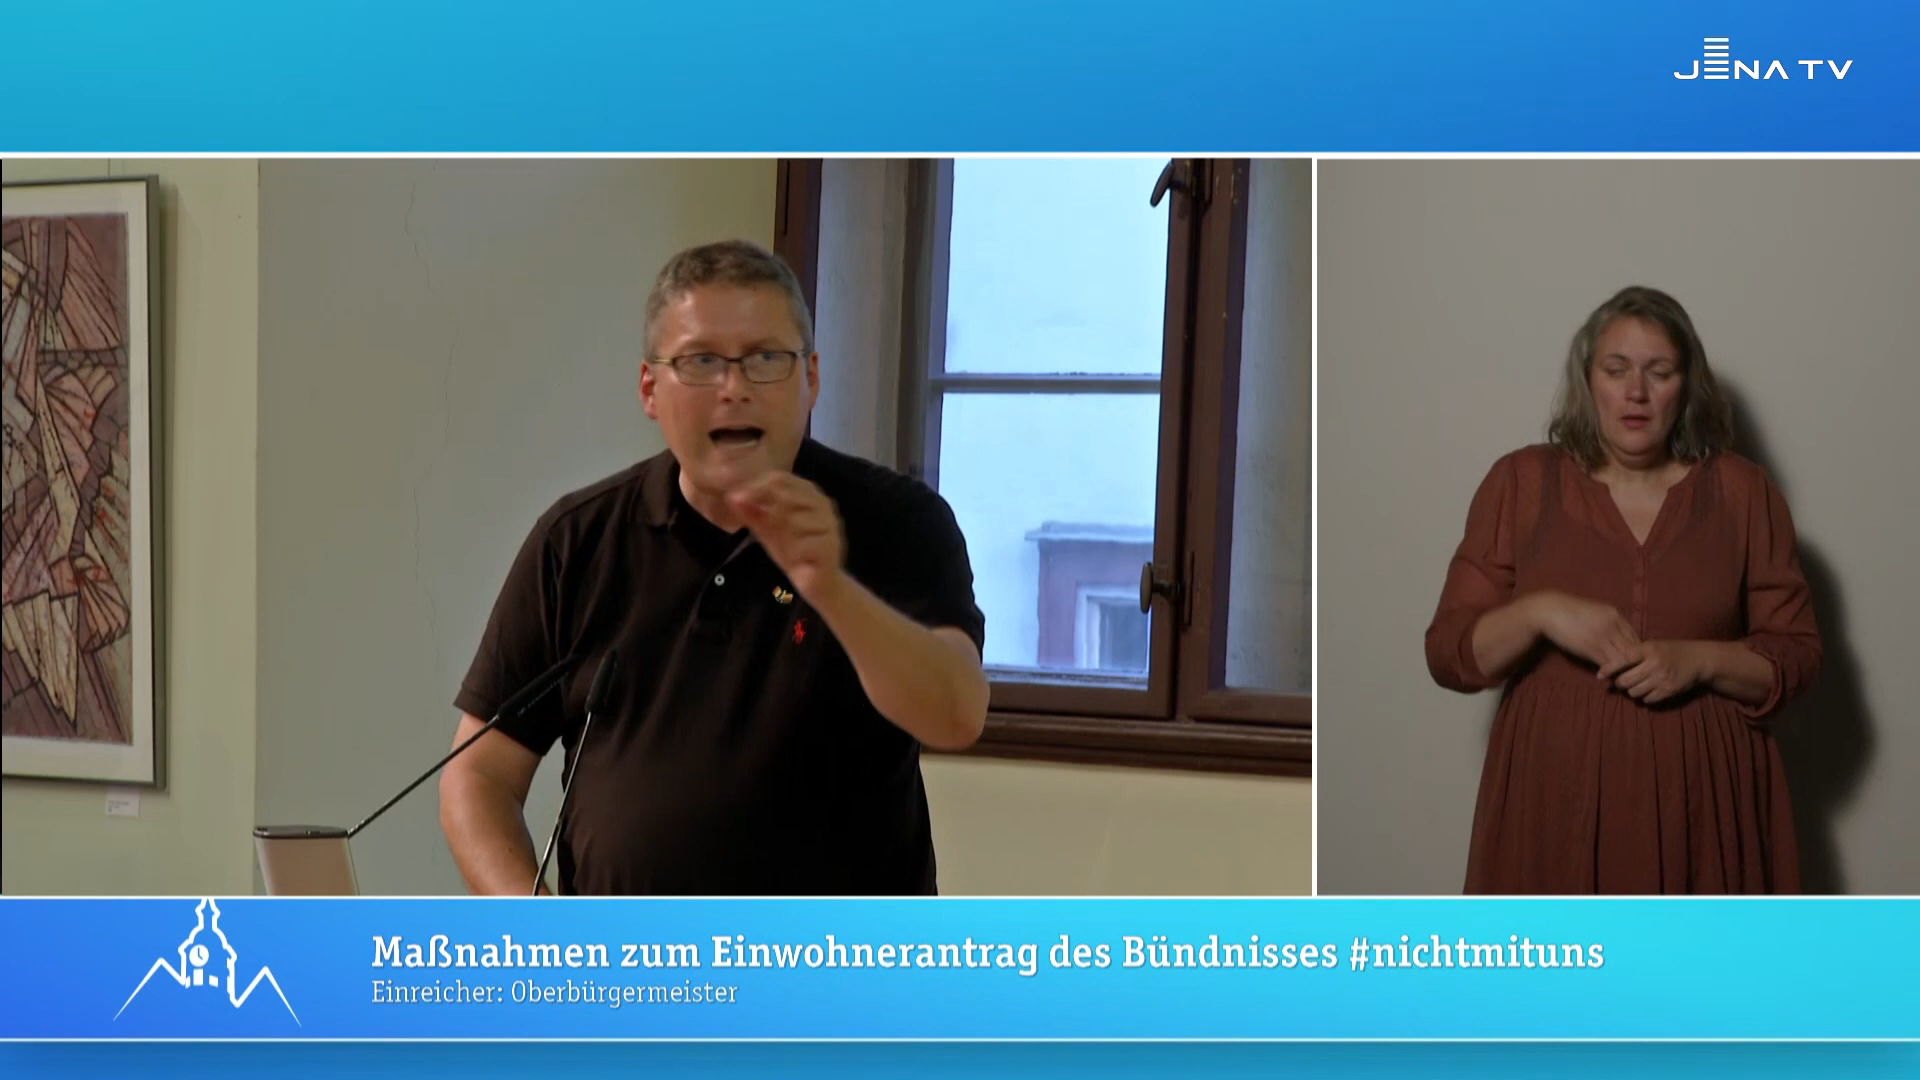 JENA TV
Maßnahmen zum Einwohnerantrag des Bündnisses #nichtmituns
Einreicher: Oberbürgermeister